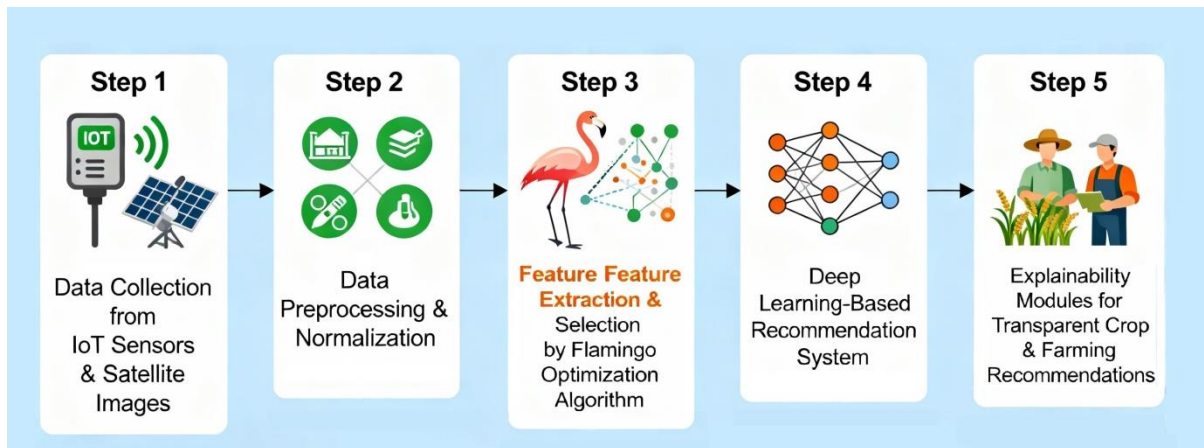 Step 1
IOT
Data Collection
from
IoT Sensors
& Satellite
Images
Step 2
Data
Preprocessing &
Normalization
Step 3
Feature Feature
Extraction &
Selection
by Flamingo
Optimization
Algorithm
Step 4
Deep
Learning-Based
Recommendation
System
Step 5
Explainability
Modules for
Transparent Crop
& Farming
Recommendations